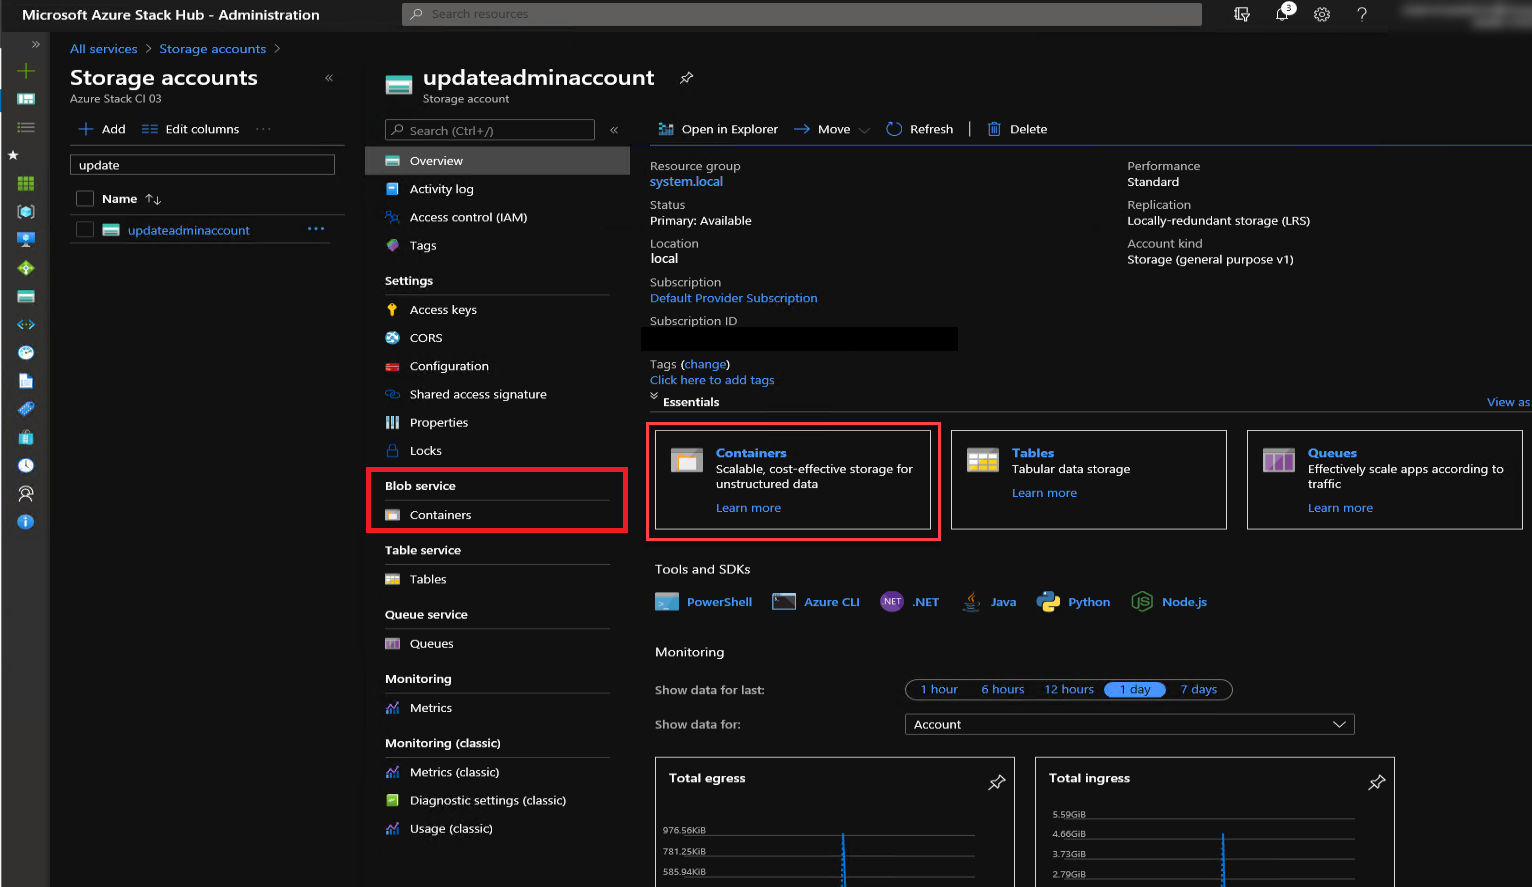 Microsoft Azure Stack Hub - Administration
Search resources
3
All services > Storage accounts >
Storage accounts
Azure Stack CI 03
Add
Edit columns
update
Name
updateadminaccount
updateadminaccount
Storage account
Search (Ctrl+/)
Overview
Activity log
Access control (IAM)
Tags
Settings
Access keys
CORS
Configuration
Shared access signature
Properties
Locks
Blob service
Containers
Table service
Tables
Queue service
Queues
Monitoring
Metrics
Monitoring (classic)
Metrics (classic)
Diagnostic settings (classic)
Usage (classic)
Open in Explorer
Move
Refresh
Delete
Resource group
system.local
Status
Primary: Available
Location
local
Subscription
Default Provider Subscription
Subscription ID
Tags (change)
Click here to add tags
Performance
Standard
Replication
Locally-redundant storage (LRS)
Account kind
Storage (general purpose v1)
Essentials
View as
Containers
Scalable, cost-effective storage for
unstructured data
Learn more
Tables
Tabular data storage
Learn more
Queues
Effectively scale apps according to
traffic
Learn more
Tools and SDKs
PowerShell
Azure CLI
NET
.NET
Java
Python
JS
Node.js
Monitoring
Show data for last:
1 hour
6 hours
12 hours
1 day
7 days
Show data for:
Account
Total egress
976.56KiB
781.25KiB
585.94KiB
Total ingress
5.59GiB
4.66GiB
3.73GiB
2.79GiB